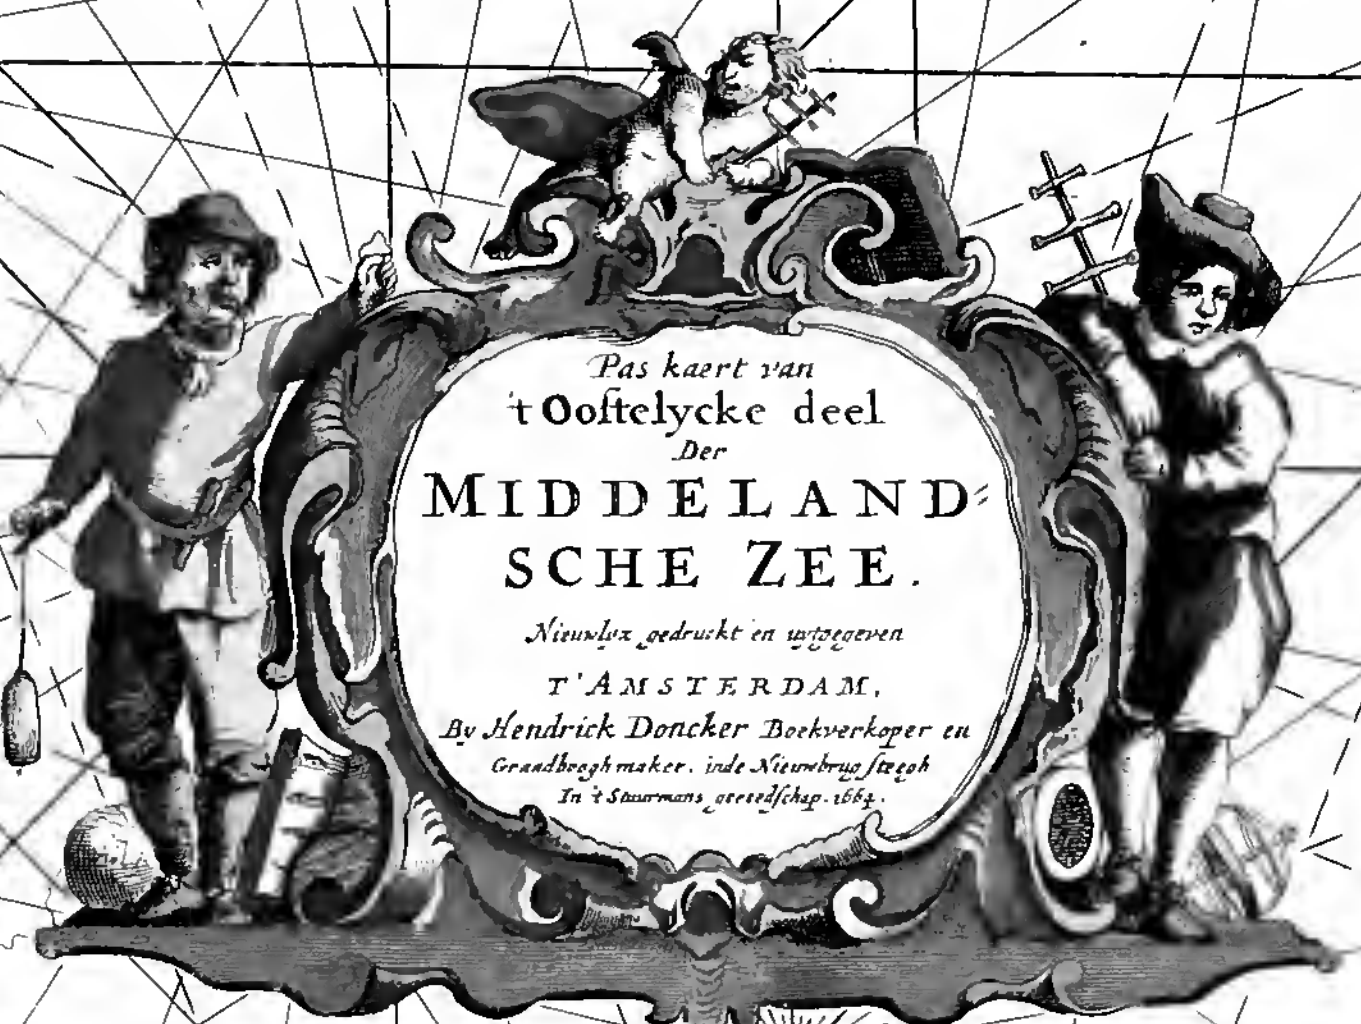 Pas kaert van
't Ooſtelycke deel
Der
MIDDELAND⸗
SCHE ZEE.
Nieuwlyx gedruckt en uytgegeven
T'AMSTERDAM,
By Hendrick Doncker Boekverkoper en
Graadbooghmaker. inde Nieuwbrug ſteegh
In 't Stuurmans gereedſchap. 1664.